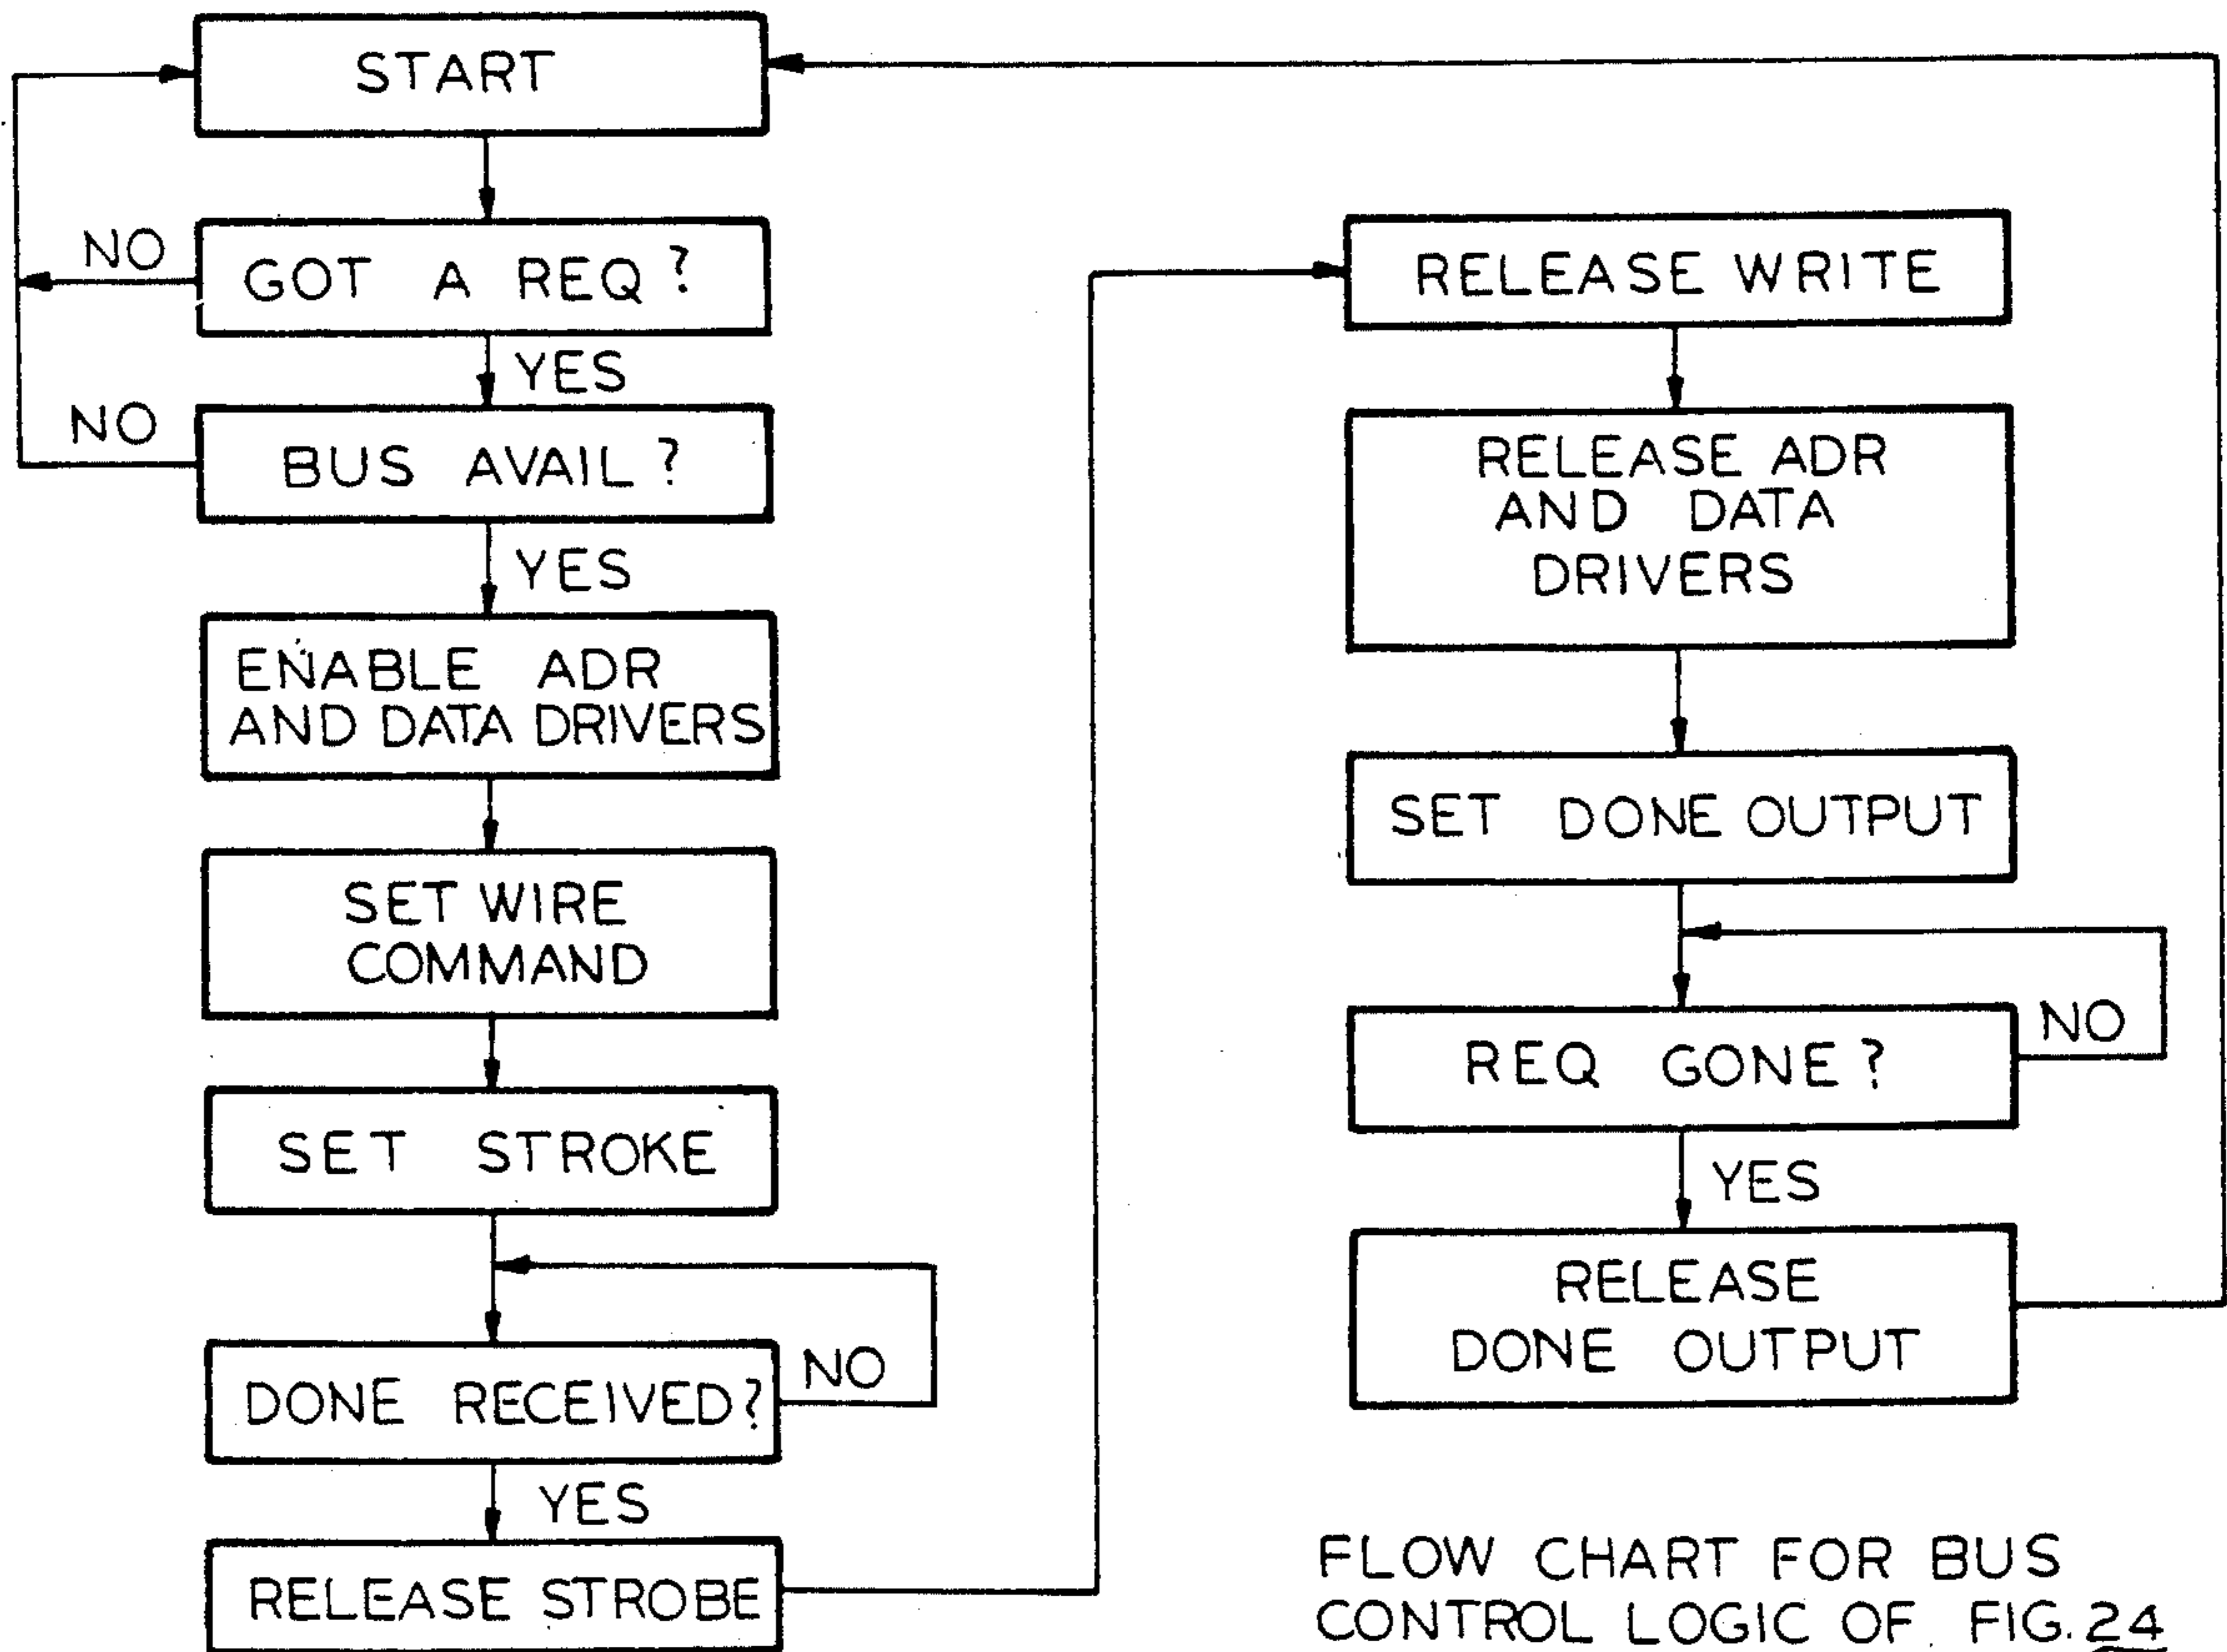 START
NO
GOT A REQ?
YES
NO
BUS AVAIL?
YES
ENABLE ADR
AND DATA DRIVERS
SET WIRE
COMMAND
SET STROKE
DONE RECEIVED?
NO
YES
RELEASE STROBE
RELEASE WRITE
RELEASE ADR
AND DATA
DRIVERS
SET DONE OUTPUT
REQ GONE?
NO
YES
RELEASE
DONE OUTPUT
FLOW CHART FOR BUS
CONTROL LOGIC OF FIG. 24